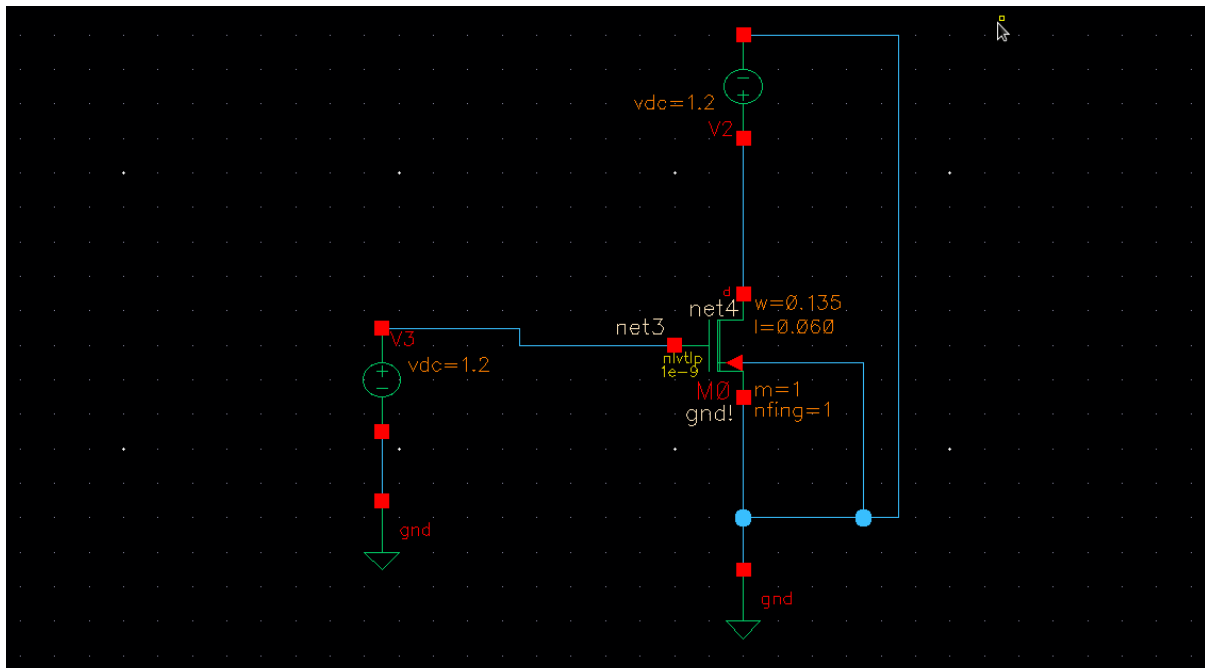 vdc=1.2
V2
d
w=0.135
net4
l=0.060
net3
V3
nlvtlp
vdc=1.2
1e-9
M0
m=1
gnd!
nfing=1
gnd
gnd